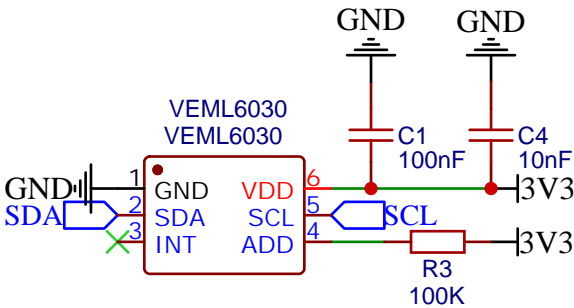 GND GND
VEML6030
VEML6030
C1 C4
100nF 10nF
GND 1 GND VDD 6 3V3
SDA 2 SDA SCL 5 SCL
3 INT ADD 4 3V3
R3
100K